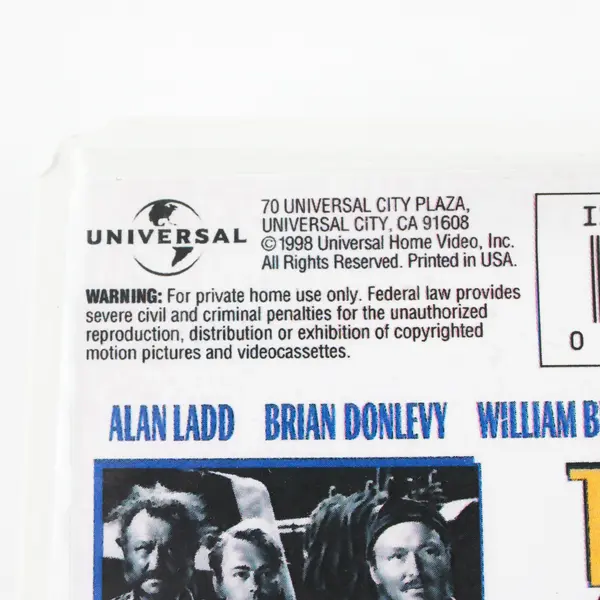 UNIVERSAL
70 UNIVERSAL CITY PLAZA,
UNIVERSAL CITY, CA 91608
©1998 Universal Home Video, Inc.
All Rights Reserved. Printed in USA.
WARNING: For private home use only. Federal law provides
severe civil and criminal penalties for the unauthorized
reproduction, distribution or exhibition of copyrighted
motion pictures and videocassettes.
0
ALAN LADD BRIAN DONLEVY WILLIAM